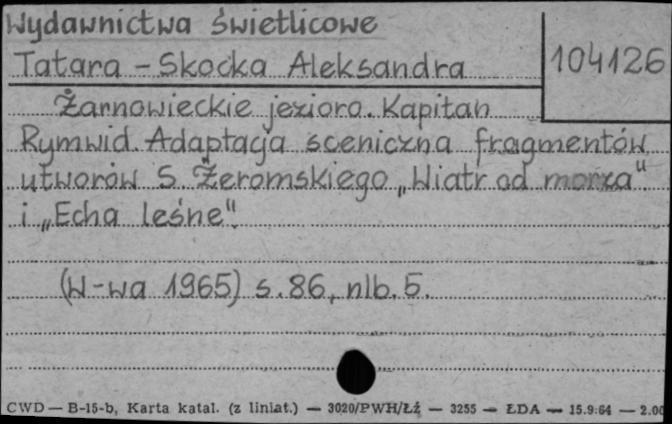 Wydawnictwa świetlicowe
104126
Tatara - Skocka Aleksandra
Żarnowieckie jezioro. Kapitan
Rymwid. Adaptacja sceniczna fragmentów
utworów S. Żeromskiego „Wiatr od morza"
i „Echa leśne".
(W-wa 1965) s. 86, nlb. 5.
CWD — B-15-b, Karta katal. (z liniat.) — 3020/PWH/Łź — 3255 — ŁDA — 15.9.64 — 2.00